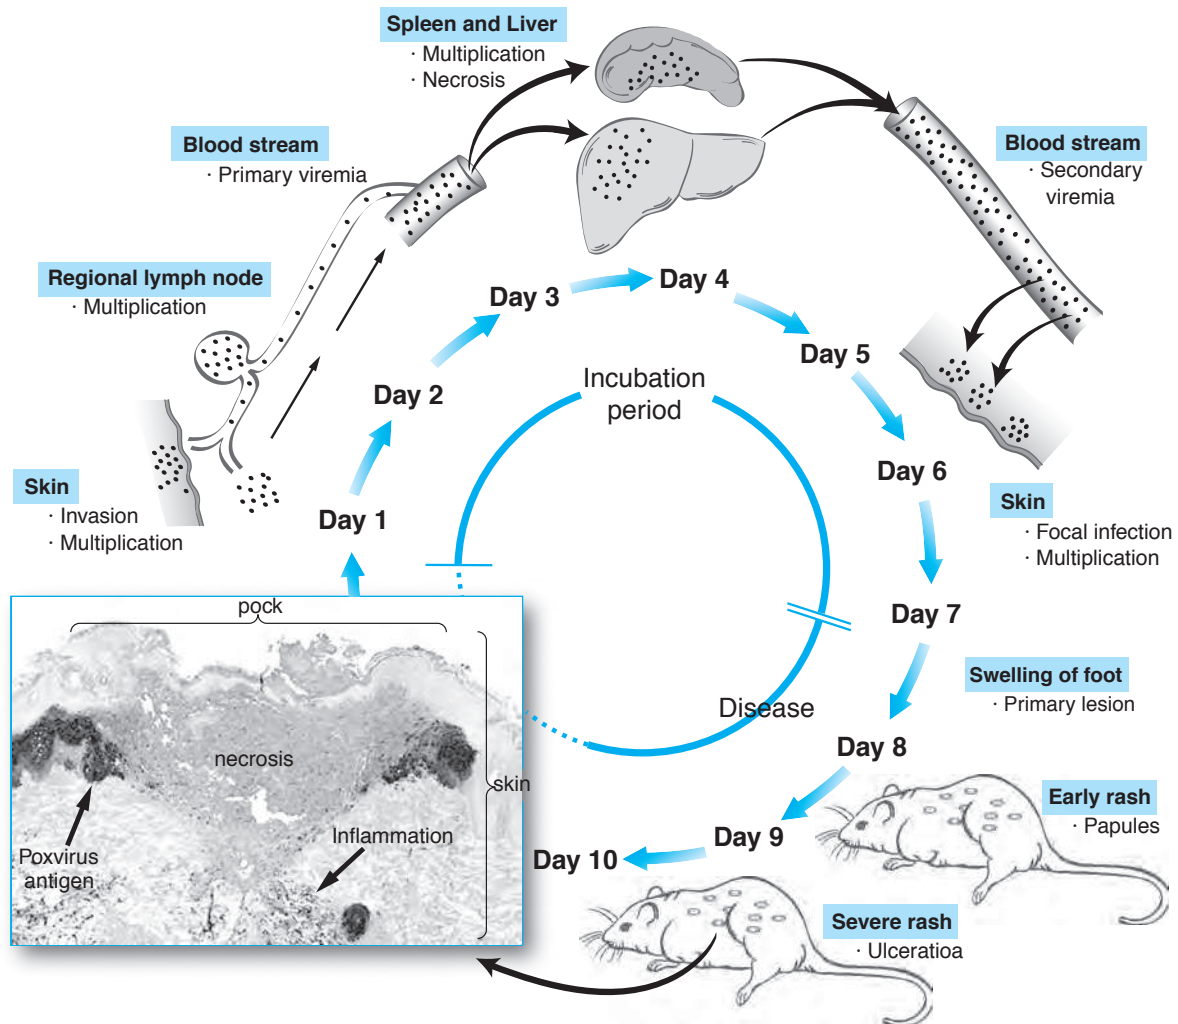 Spleen and Liver
· Multiplication
· Necrosis
Blood stream
· Primary viremia
Blood stream
· Secondary
viremia
Regional lymph node
· Multiplication
Day 3
Day 4
Day 5
Day 2
Incubation
period
Day 6
Skin
· Invasion
· Multiplication
Day 1
Skin
· Focal infection
· Multiplication
Day 7
pock
Swelling of foot
· Primary lesion
Disease
Day 8
necrosis
skin
Early rash
· Papules
Inflammation
Day 9
Day 10
Poxvirus
antigen
Severe rash
· Ulceratioa